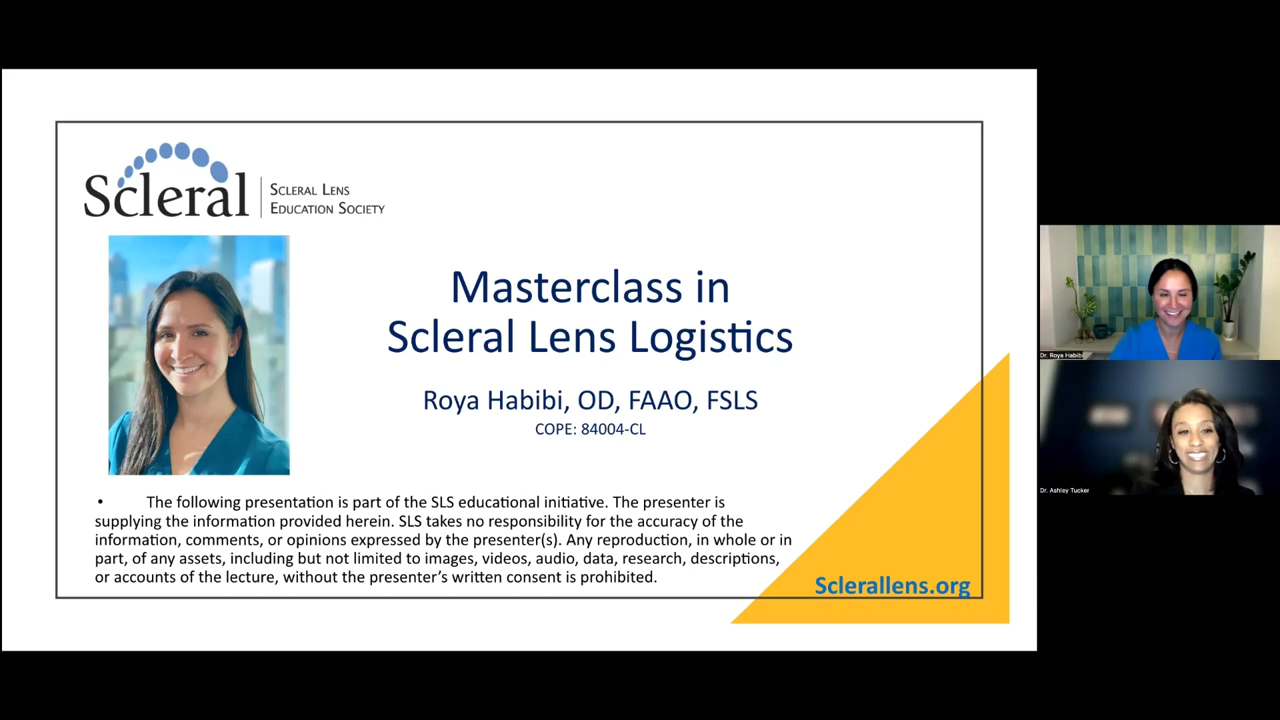 Scleral
SCLERAL LENS
EDUCATION SOCIETY
Masterclass in
Scleral Lens Logistics
Roya Habibi, OD, FAAO, FSLS
COPE: 84004-CL
• The following presentation is part of the SLS educational initiative. The presenter is
supplying the information provided herein. SLS takes no responsibility for the accuracy of the
information, comments, or opinions expressed by the presenter(s). Any reproduction, in whole or in
part, of any assets, including but not limited to images, videos, audio, data, research, descriptions,
or accounts of the lecture, without the presenter's written consent is prohibited.
Sclerallens.org
Dr. Roya Habibi
Dr. Ashley Tucker